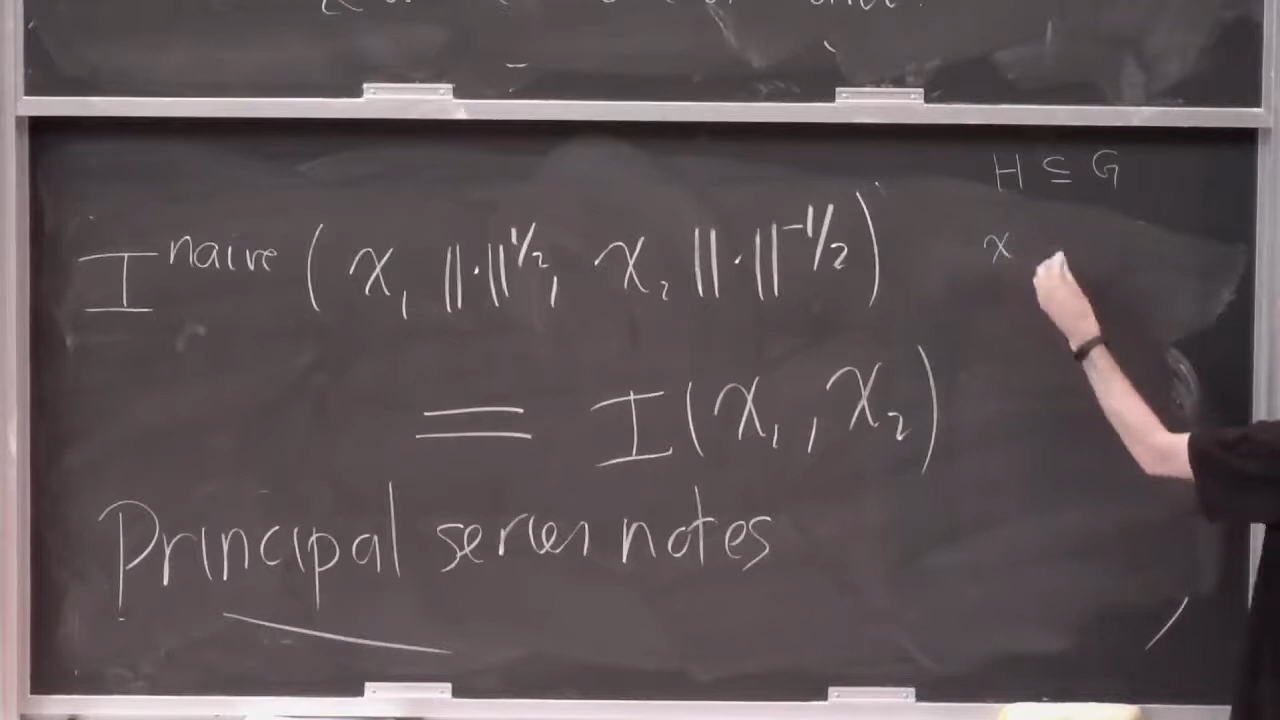 I^naive ( χ₁ ||·||^1/2, χ₂ ||·||^-1/2 )
= I(χ₁, χ₂)
Principal series notes
H ⊆ G
χ